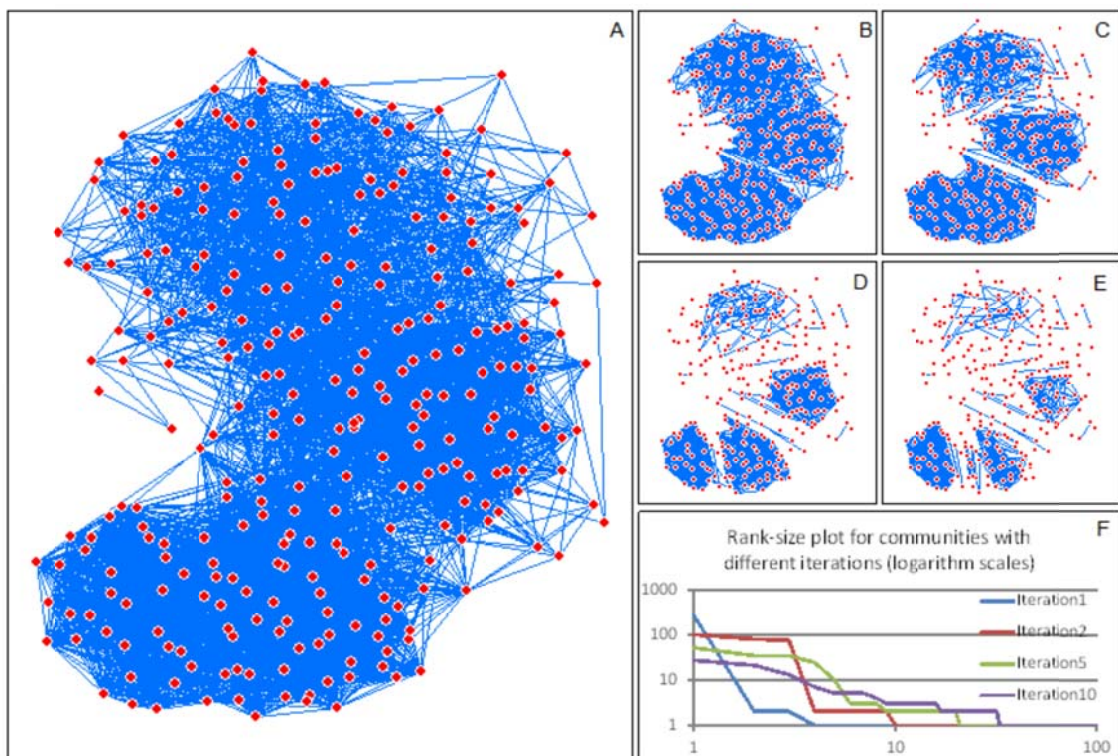 A
B
C
D
E
F
Rank-size plot for communities with
different iterations (logarithm scales)
1000
100
10
1
1
10
100
Iteration1
Iteration2
Iteration5
Iteration10